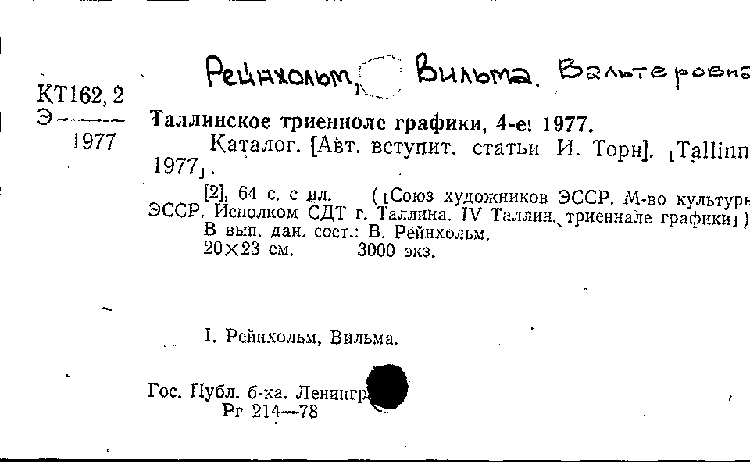 Рейнхольм, Вильма. Вальтеровна
КТ162,2
Э——
1977
Таллинское триеннолс графики, 4-е! 1977.
Каталог. [Авт. вступит. статьи И. Торн]. [Tallinn
1977].
[2], 64 с. с ил. ([Союз художников ЭССР. М-во культуры
ЭССР. Исполком СДТ г. Таллина. IV Таллин. триеннале графики])
В вып. дан. сост.: В. Рейнхольм.
20×23 см. 3000 экз.
I. Рейнхольм, Вильма.
Гос. Публ. б-ка. Ленингр
Рг 214—78